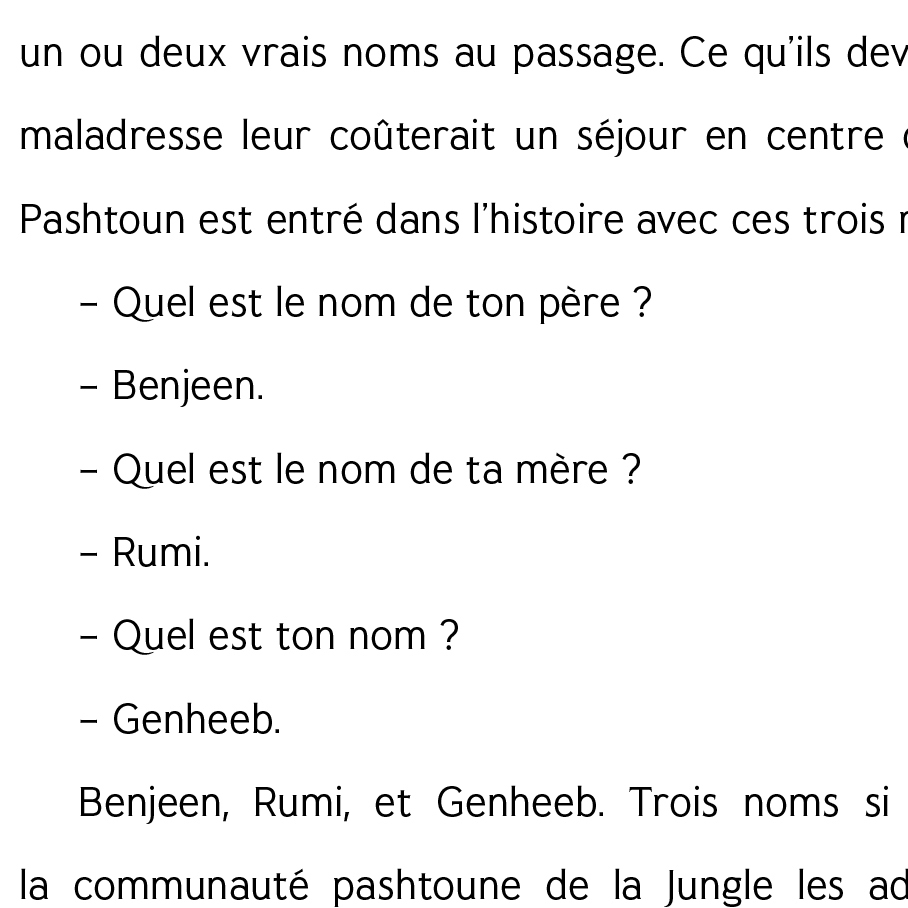 un ou deux vrais noms au passage. Ce qu’ils
maladresse leur coûterait un séjour en centre
Pashtoun est entré dans l’histoire avec ces trois
– Quel est le nom de ton père ?
– Benjeen.
– Quel est le nom de ta mère ?
– Rumi.
– Quel est ton nom ?
– Genheeb.
Benjeen, Rumi, et Genheeb. Trois noms si
la communauté pashtoune de la Jungle les